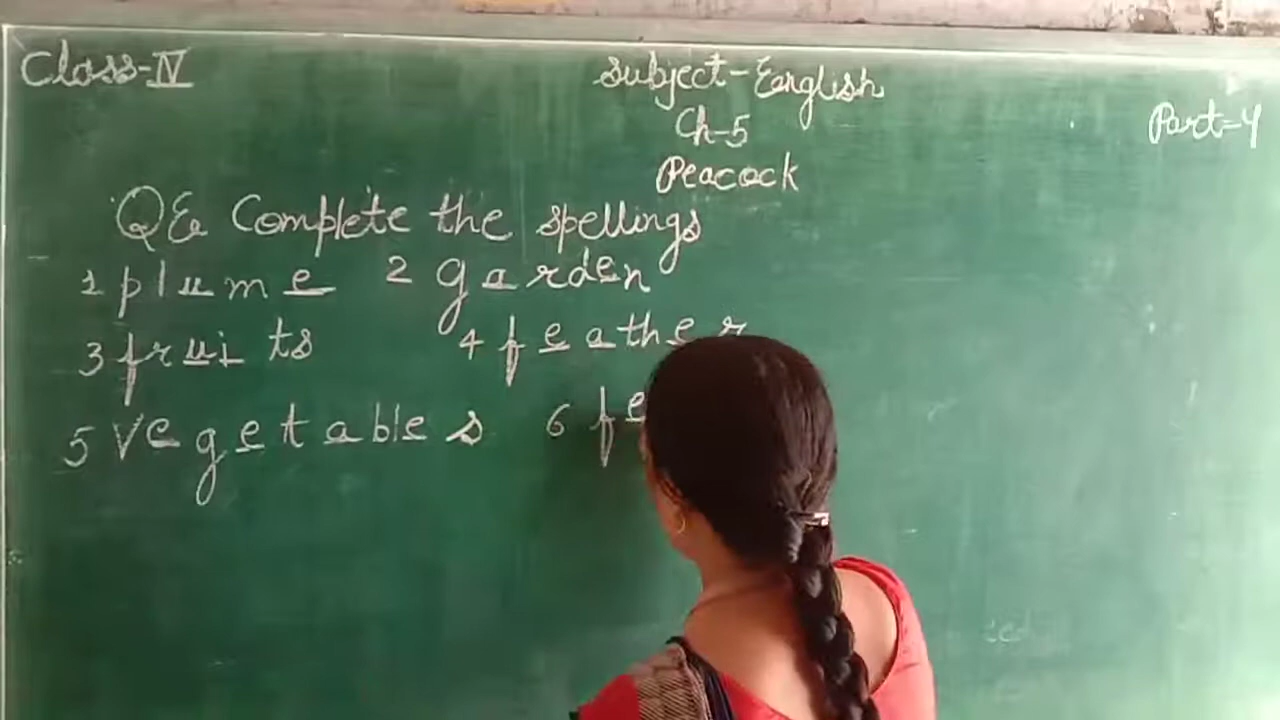 Class-IV
Subject-English
Part-4
Ch-5
Peacock
QE Complete the spellings
1 plume 2 garden
3 fruits 4 feather
5 vegetables 6 fe